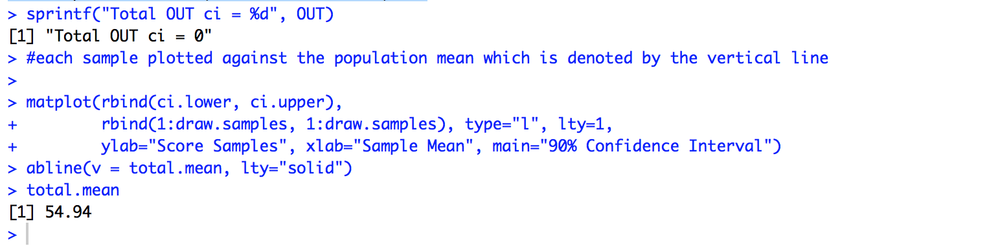 > sprintf("Total OUT ci = %d", OUT)
[1] "Total OUT ci = 0"
> #each sample plotted against the population mean which is denoted by the vertical line
>
> matplot(rbind(ci.lower, ci.upper),
+         rbind(1:draw.samples, 1:draw.samples), type="l", lty=1,
+         ylab="Score Samples", xlab="Sample Mean", main="90% Confidence Interval")
> abline(v = total.mean, lty="solid")
> total.mean
[1] 54.94
>